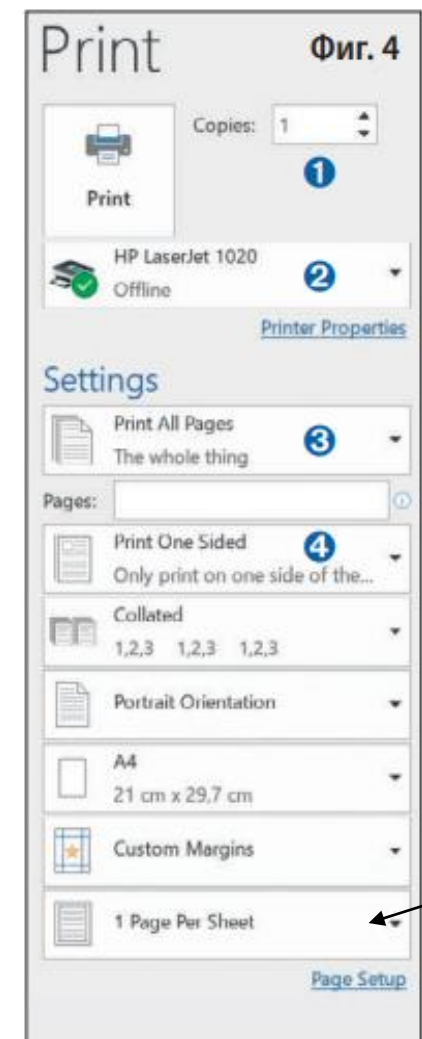 Print
Фиг. 4
Copies: 1
1
Print
HP LaserJet 1020
2
Offline
Printer Properties
Settings
Print All Pages
3
The whole thing
Pages:
Print One Sided
4
Only print on one side of the...
Collated
1,2,3 1,2,3 1,2,3
Portrait Orientation
A4
21 cm x 29,7 cm
Custom Margins
1 Page Per Sheet
Page Setup